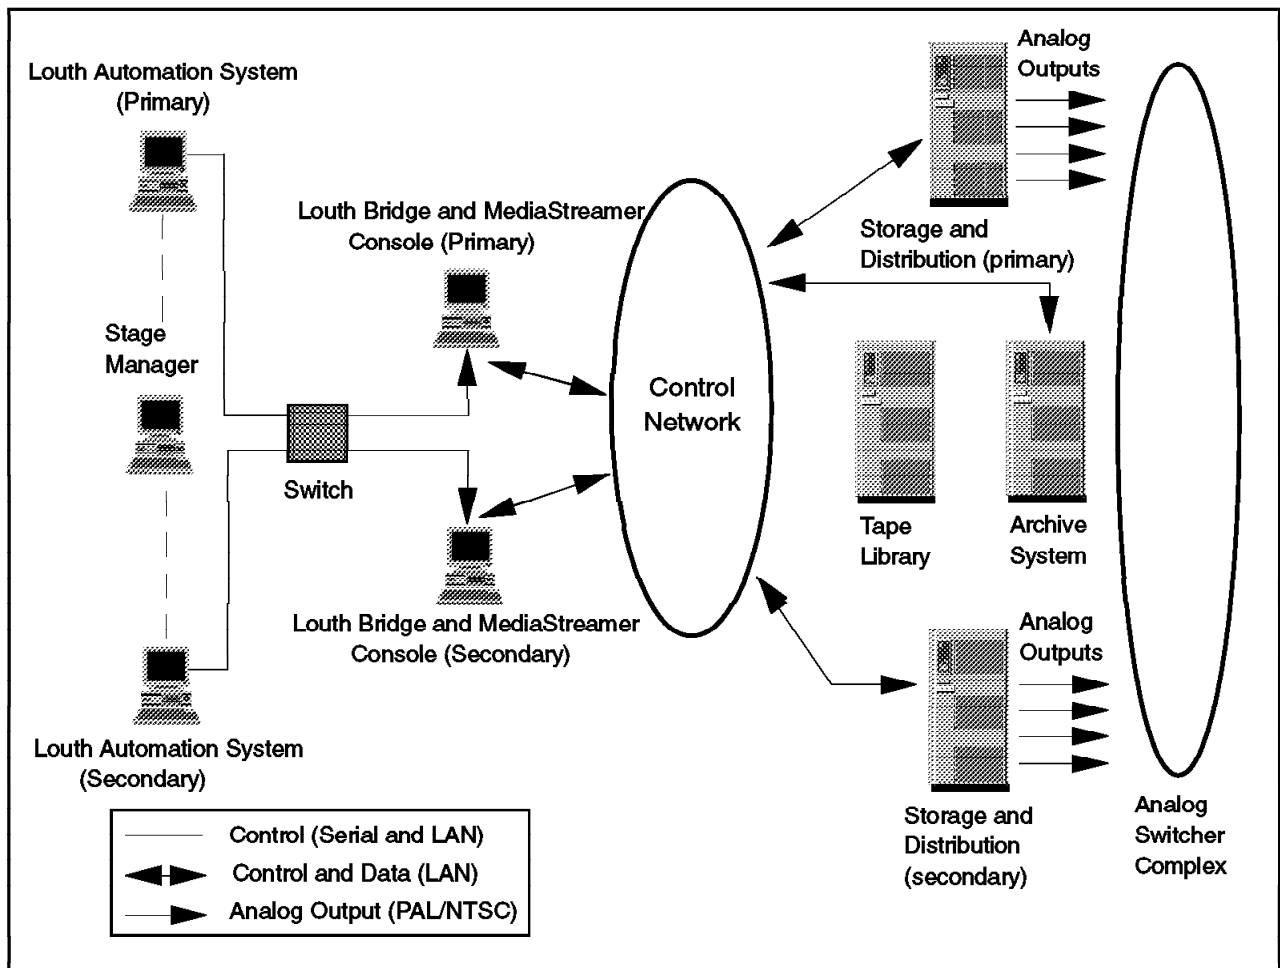 Louth Automation System
(Primary)
Analog
Outputs
Louth Bridge and MediaStreamer
Console (Primary)
Storage and
Distribution (primary)
Stage
Manager
Control
Network
Switch
Tape
Library
Archive
System
Louth Bridge and MediaStreamer
Console (Secondary)
Analog
Outputs
Louth Automation System
(Secondary)
Storage and
Distribution
(secondary)
Analog
Switcher
Complex
Control (Serial and LAN)
Control and Data (LAN)
Analog Output (PAL/NTSC)